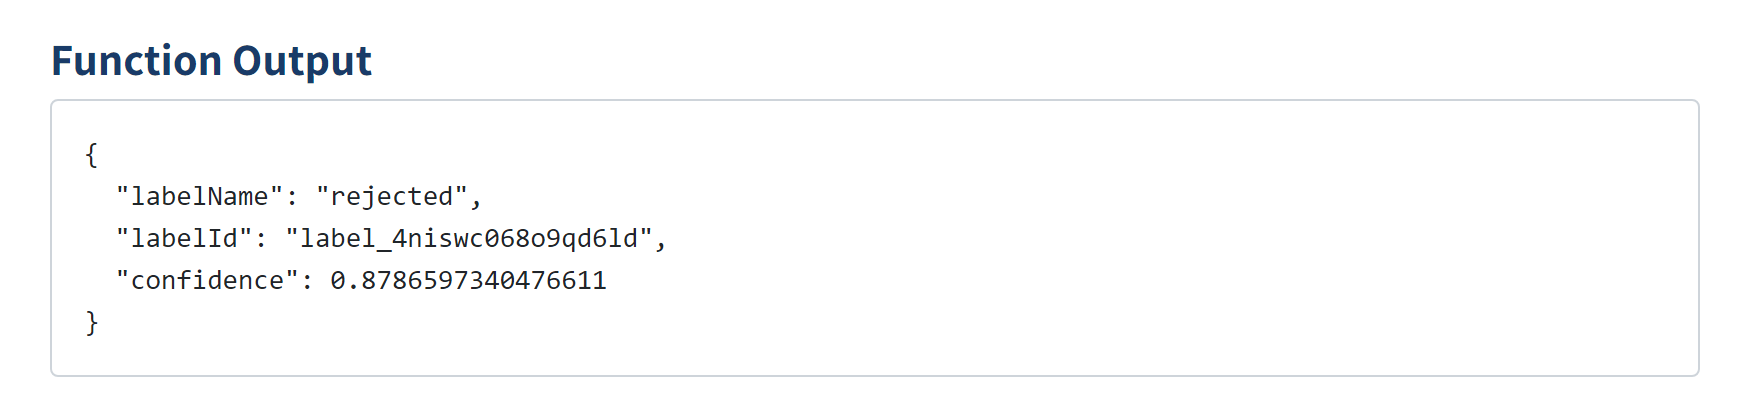 Function Output
{
"labelName": "rejected",
"labelId": "label_4niswc068o9qd6ld",
"confidence": 0.8786597340476611
}